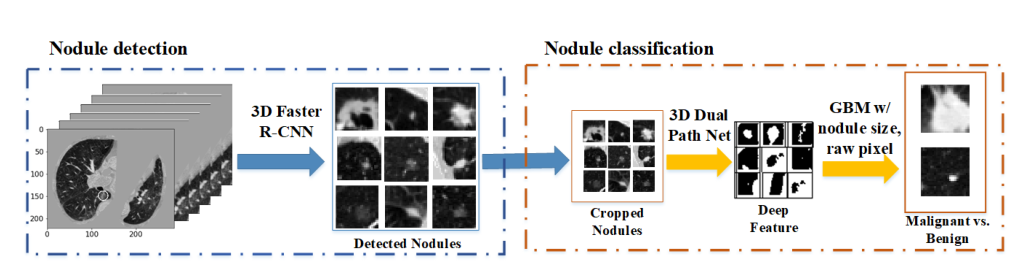 Nodule detection
Nodule classification
3D Faster
R-CNN
0
50
100
150
200
0
100
200
Detected Nodules
Cropped
Nodules
3D Dual
Path Net
Deep
Feature
GBM w/
nodule size,
raw pixel
Malignant vs.
Benign